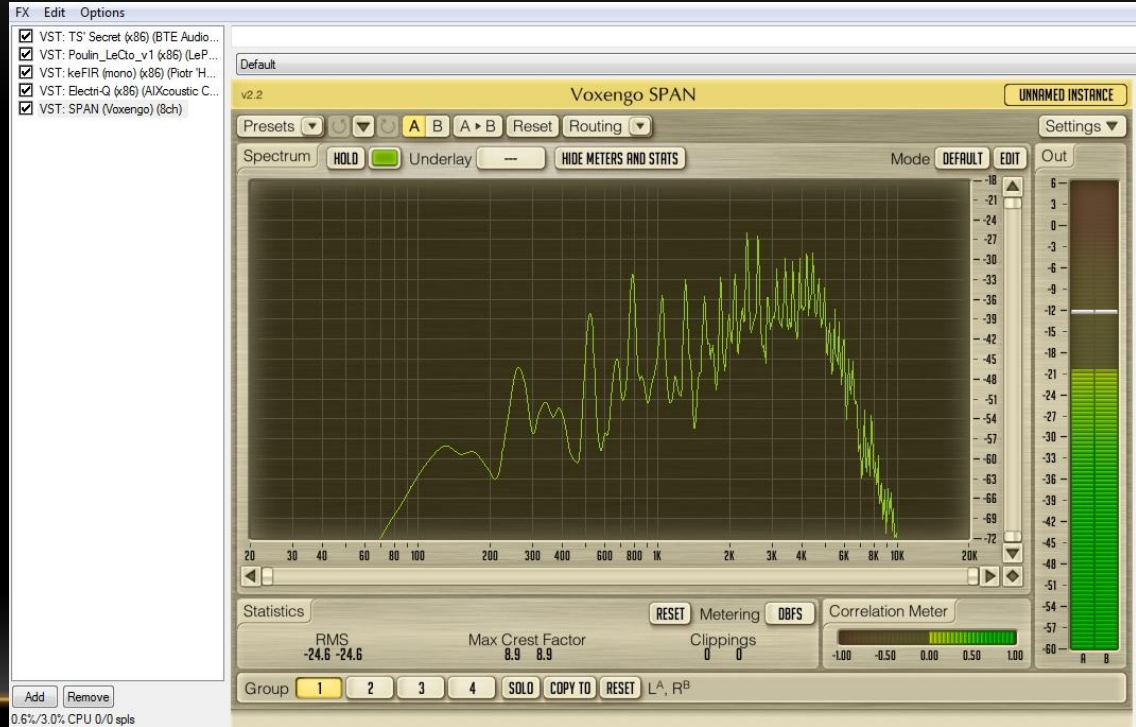 FX Edit Options
VST: TS' Secret (x86) (BTE Audio...
VST: Poulin_LeCto_v1 (x86) (LeP...
VST: keFIR (mono) (x86) (Piotr 'H...
VST: Electri-Q (x86) (AIXcoustic C...
VST: SPAN (Voxengo) (8ch)
Add Remove
0.6%/3.0% CPU 0/0 spls
Default
v2.2 Voxengo SPAN UNNAMED INSTANCE
Presets A B A ▸ B Reset Routing Settings
Spectrum HOLD Underlay --- HIDE METERS AND STATS Mode DEFAULT EDIT Out
-18
-21
-24
-27
-30
-33
-36
-39
-42
-45
-48
-51
-54
-57
-60
-63
-66
-69
-72
20 30 40 60 80 100 200 300 400 600 800 1K 2K 3K 4K 6K 8K 10K 20K
6
3
0
-3
-6
-9
-12
-15
-18
-21
-24
-27
-30
-33
-36
-39
-42
-45
-48
-51
-54
-57
-60
A B
Statistics RESET Metering DBFS Correlation Meter
RMS Max Crest Factor Clippings
-24.6 -24.6 8.9 8.9 0 0
-1.00 -0.50 0.00 0.50 1.00
Group 1 2 3 4 SOLO COPY TO RESET Lᴬ, Rᴮ